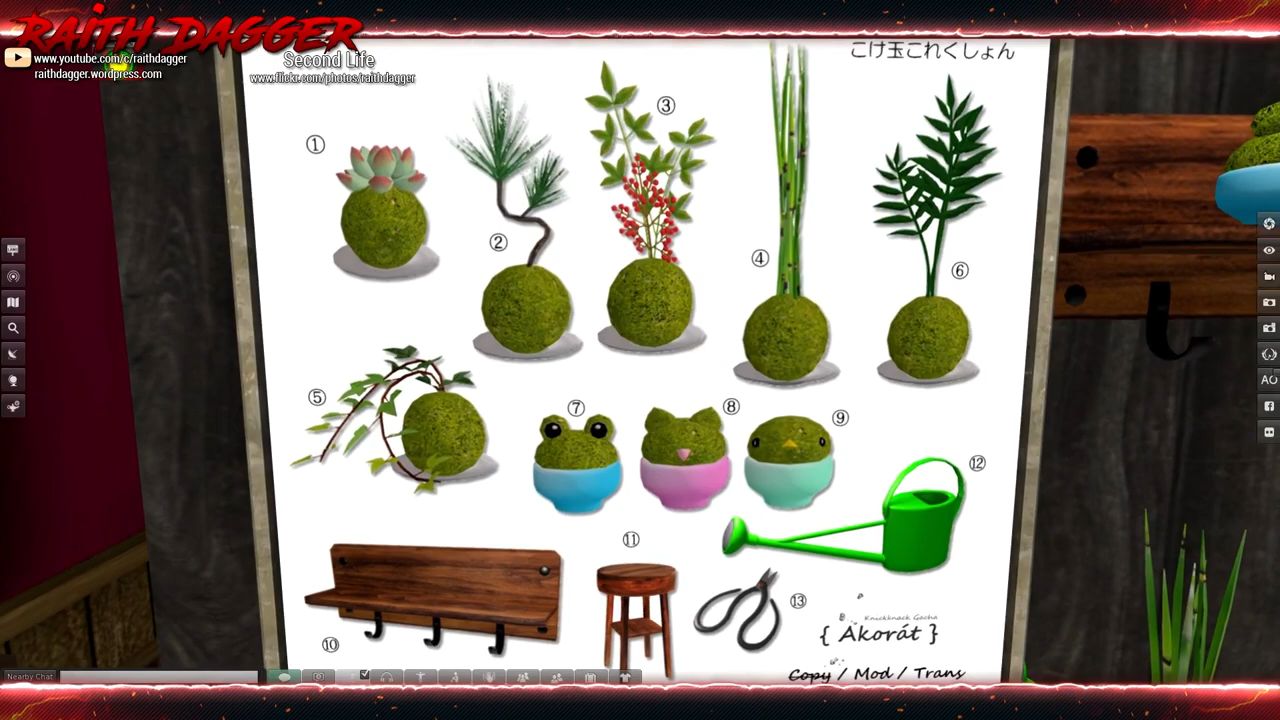 RAITH DAGGER
www.youtube.com/c/raithdagger
raithdagger.wordpress.com
Second Life
www.flickr.com/photos/raithdagger
こけ玉これくしょん
①
②
③
④
⑤
⑥
⑦
⑧
⑨
⑩
⑪
⑫
⑬
Knickknack Gacha
{ Akorát }
Copy / Mod / Trans
Nearby Chat
AO